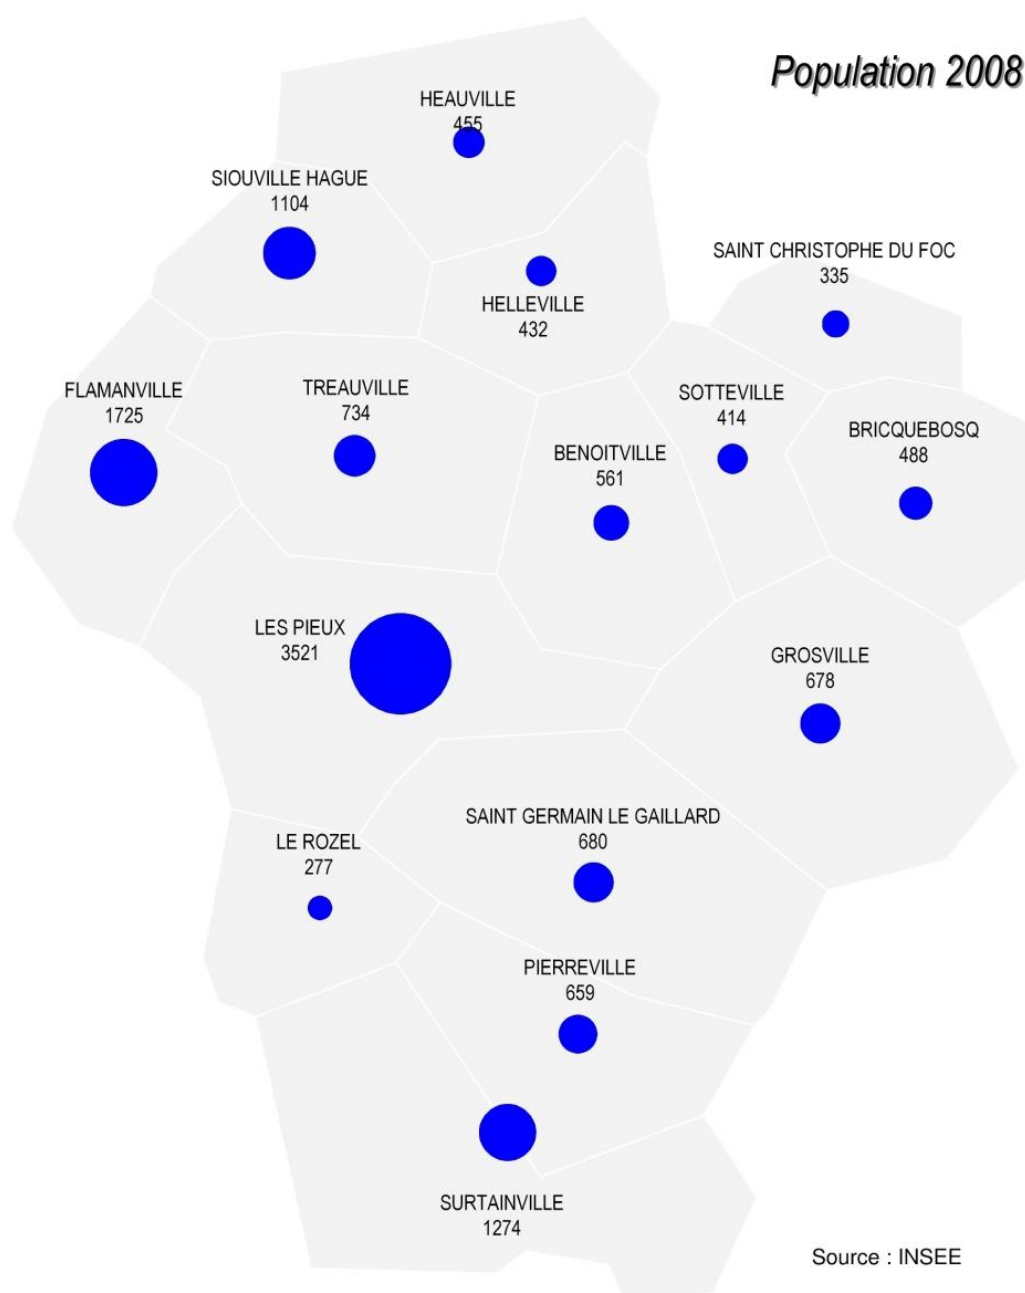 Population 2008
HEAUVILLE
455
SIOUVILLE HAGUE
1104
SAINT CHRISTOPHE DU FOC
335
HELLEVILLE
432
FLAMANVILLE
1725
TREAUVILLE
734
SOTTEVILLE
414
BRICQUEBOSQ
488
BENOITVILLE
561
LES PIEUX
3521
GROSVILLE
678
SAINT GERMAIN LE GAILLARD
680
LE ROZEL
277
PIERREVILLE
659
SURTAINVILLE
1274
Source : INSEE